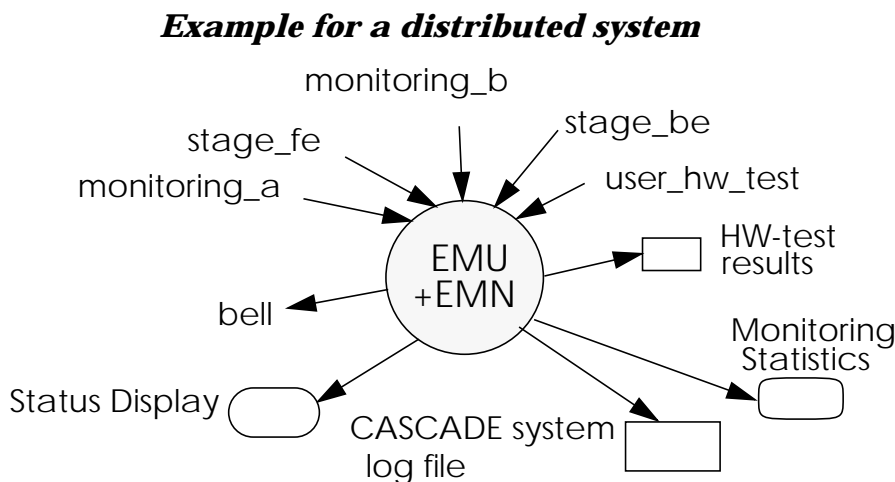 Example for a distributed system
monitoring_b
stage_fe
stage_be
monitoring_a
user_hw_test
EMU
+EMN
HW-test
results
bell
Monitoring
Statistics
Status Display
CASCADE system
log file